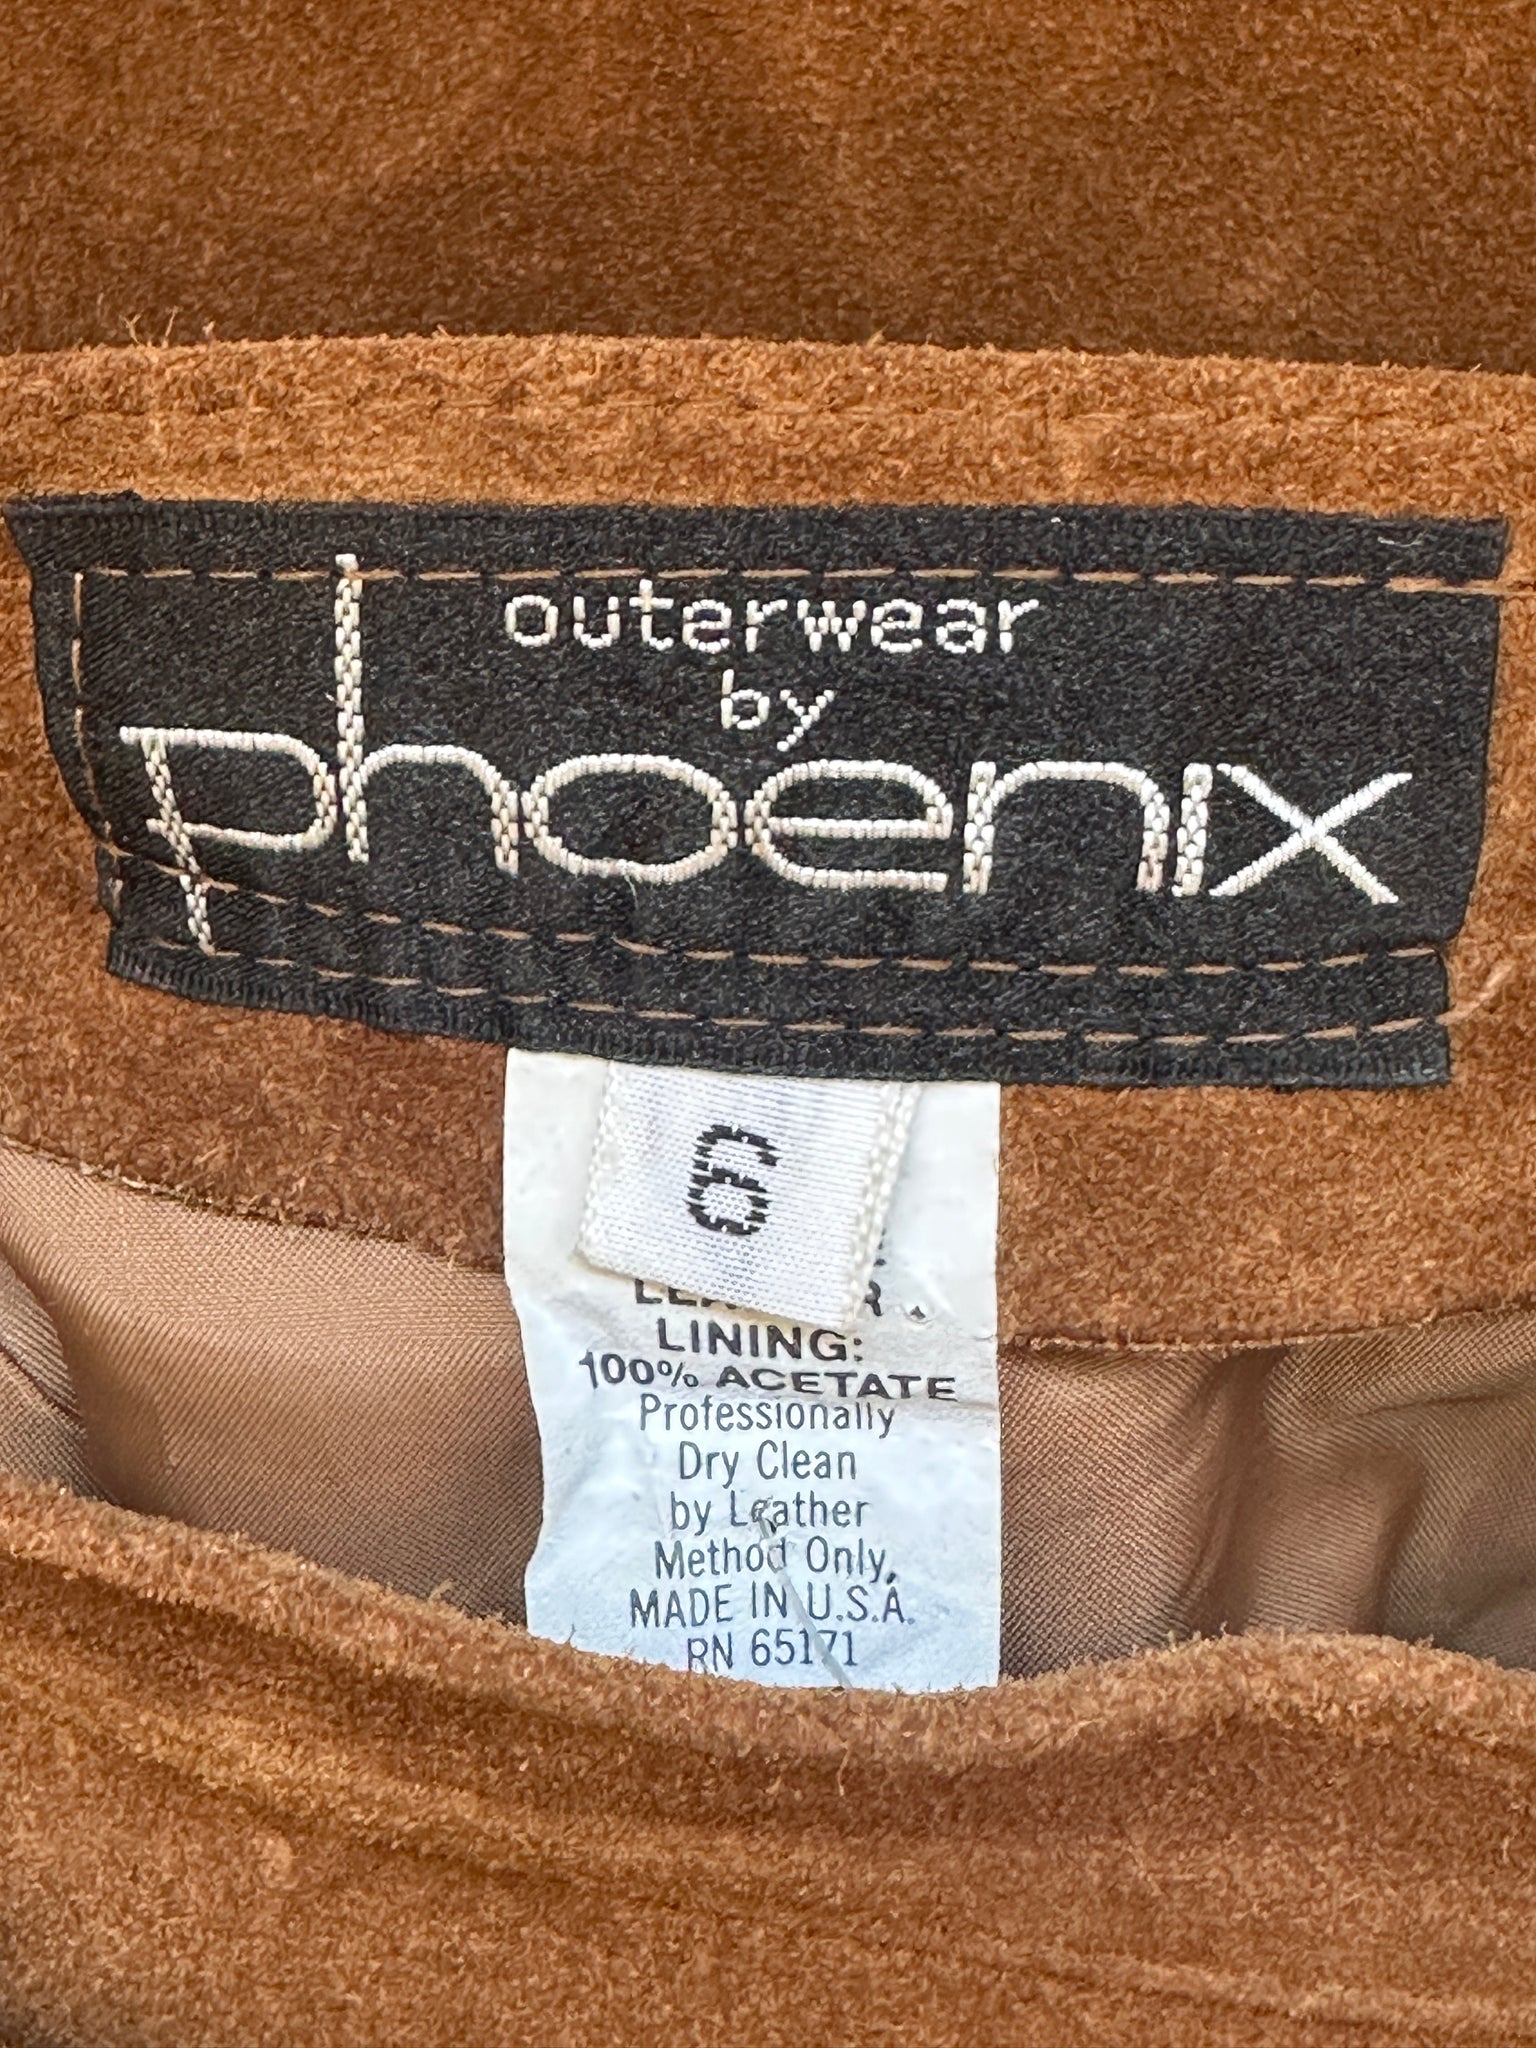 outerwear
by
phoenix
6
LINING:
100% ACETATE
Professionally
Dry Clean
by Leather
Method Only.
MADE IN U.S.A.
RN 65171